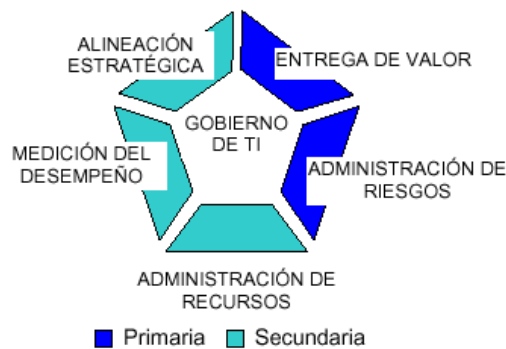 ALINEACIÓN
ESTRATÉGICA
ENTREGA DE VALOR
GOBIERNO
DE TI
MEDICIÓN DEL
DESEMPEÑO
ADMINISTRACIÓN DE
RIESGOS
ADMINISTRACIÓN DE
RECURSOS
Primaria
Secundaria